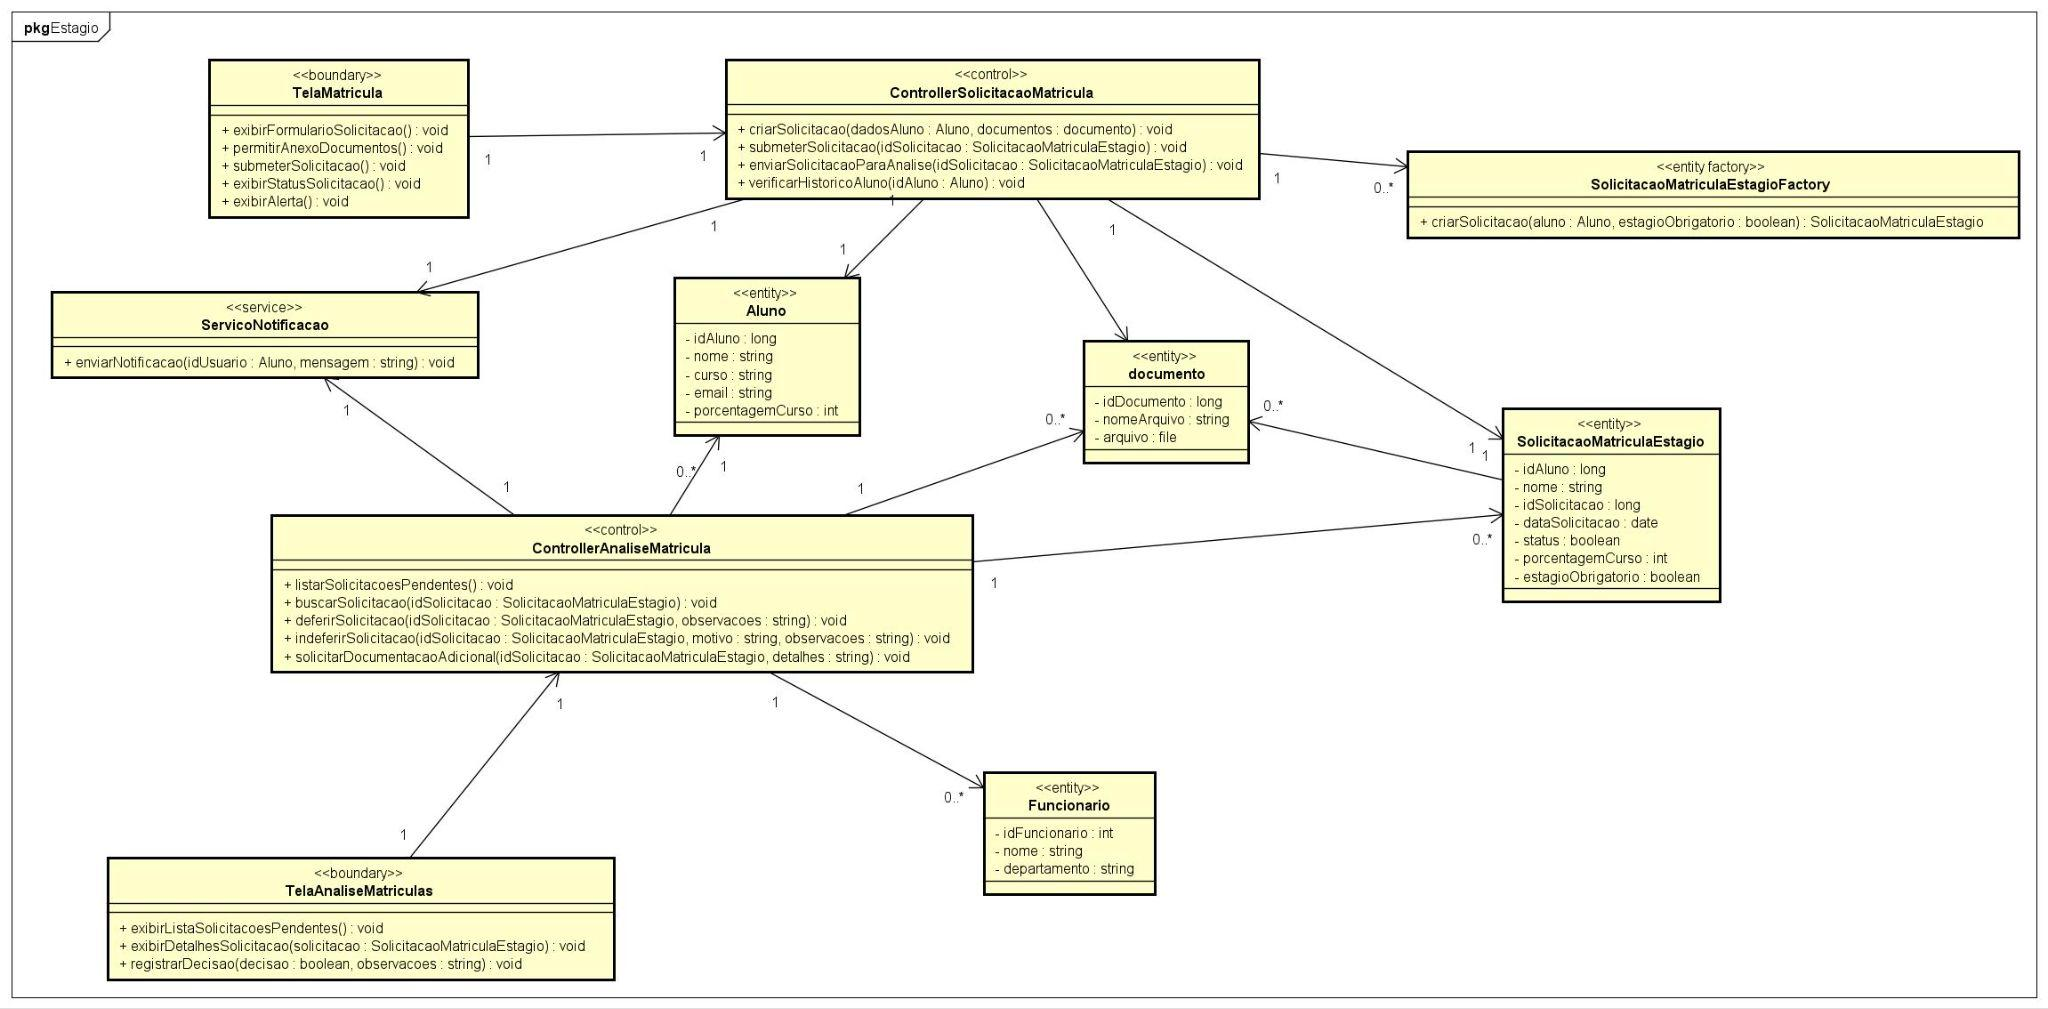 pkg Estagio
<<boundary>>
TelaMatricula
+ exibirFormularioSolicitacao() : void
+ permitirAnexoDocumentos() : void
+ submeterSolicitacao() : void
+ exibirStatusSolicitacao() : void
+ exibirAlerta() : void
1
1
<<control>>
ControllerSolicitacaoMatricula
+ criarSolicitacao(dadosAluno : Aluno, documentos : documento) : void
+ submeterSolicitacao(idSolicitacao : SolicitacaoMatriculaEstagio) : void
+ enviarSolicitacaoParaAnalise(idSolicitacao : SolicitacaoMatriculaEstagio) : void
+ verificarHistoricoAluno(idAluno : Aluno) : void
1
0..*
<<entity factory>>
SolicitacaoMatriculaEstagioFactory
+ criarSolicitacao(aluno : Aluno, estagioObrigatorio : boolean) : SolicitacaoMatriculaEstagio
1
1
1
1
1
<<service>>
ServicoNotificacao
+ enviarNotificacao(idUsuario : Aluno, mensagem : string) : void
<<entity>>
Aluno
- idAluno : long
- nome : string
- curso : string
- email : string
- porcentagemCurso : int
<<entity>>
documento
- idDocumento : long
- nomeArquivo : string
- arquivo : file
0..*
0..*
1
1
<<entity>>
SolicitacaoMatriculaEstagio
- idAluno : long
- nome : string
- idSolicitacao : long
- dataSolicitacao : date
- status : boolean
- porcentagemCurso : int
- estagioObrigatorio : boolean
1
1
0..*
1
1
0..*
1
<<control>>
ControllerAnaliseMatricula
+ listarSolicitacoesPendentes() : void
+ buscarSolicitacao(idSolicitacao : SolicitacaoMatriculaEstagio) : void
+ deferirSolicitacao(idSolicitacao : SolicitacaoMatriculaEstagio, observacoes : string) : void
+ indeferirSolicitacao(idSolicitacao : SolicitacaoMatriculaEstagio, motivo : string, observacoes : string) : void
+ solicitarDocumentacaoAdicional(idSolicitacao : SolicitacaoMatriculaEstagio, detalhes : string) : void
1
1
1
0..*
<<entity>>
Funcionario
- idFuncionario : int
- nome : string
- departamento : string
<<boundary>>
TelaAnaliseMatriculas
+ exibirListaSolicitacoesPendentes() : void
+ exibirDetalhesSolicitacao(solicitacao : SolicitacaoMatriculaEstagio) : void
+ registrarDecisao(decisao : boolean, observacoes : string) : void